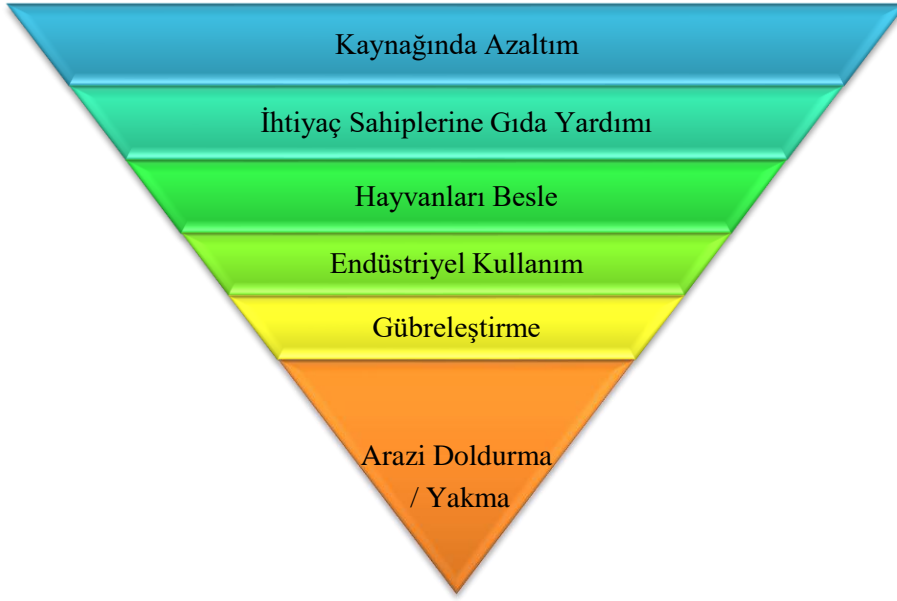 Kaynağında Azaltım
İhtiyaç Sahiplerine Gıda Yardımı
Hayvanları Besle
Endüstriyel Kullanım
Gübreleştirme
Arazi Doldurma
/ Yakma